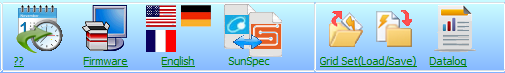 ??
Firmware
English
SunSpec
Grid Set(Load/Save)
Datalog